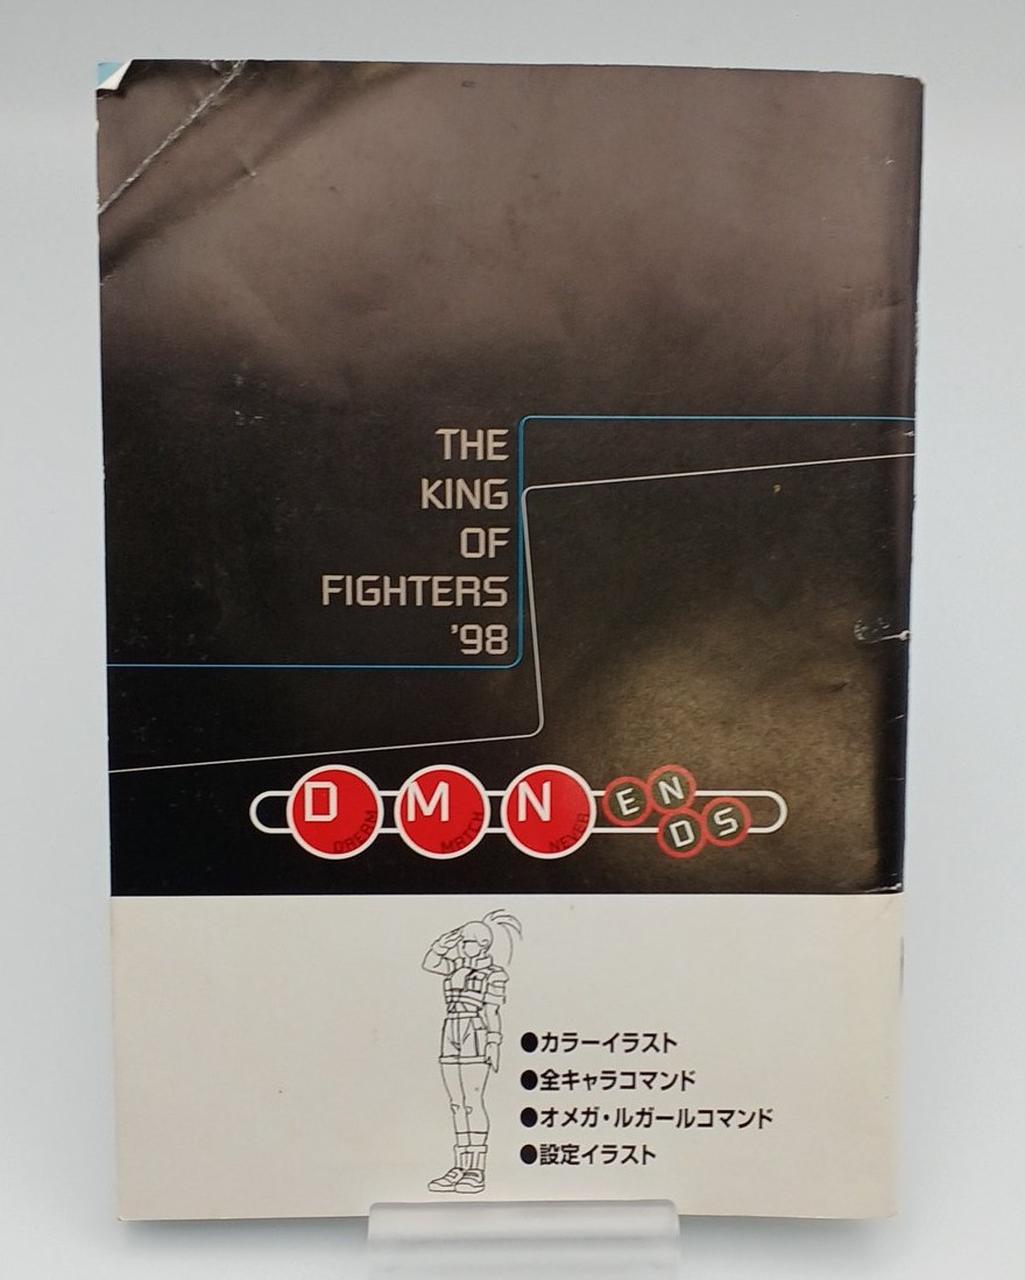 THE
KING
OF
FIGHTERS
'98
D M N ENDS
DREAM MATCH NEVER
●カラーイラスト
●全キャラコマンド
●オメガ・ルガールコマンド
●設定イラスト